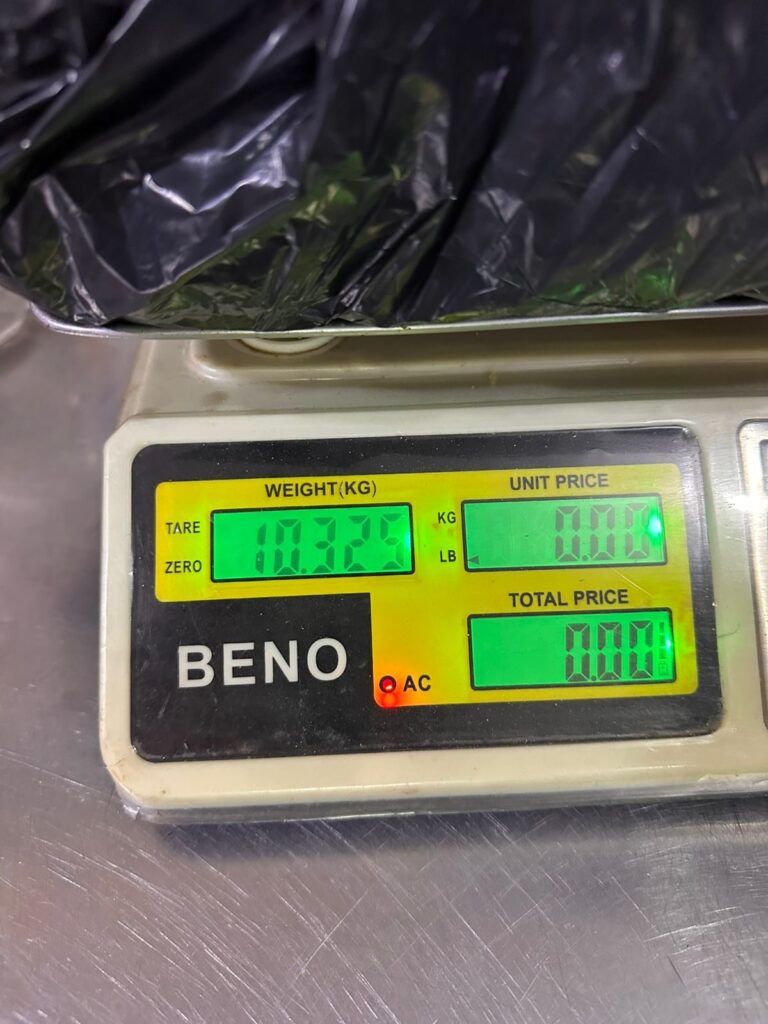 WEIGHT(KG)
UNIT PRICE
TARE
ZERO
10.325
KG
LB
0.00
TOTAL PRICE
0.00
BENO
AC